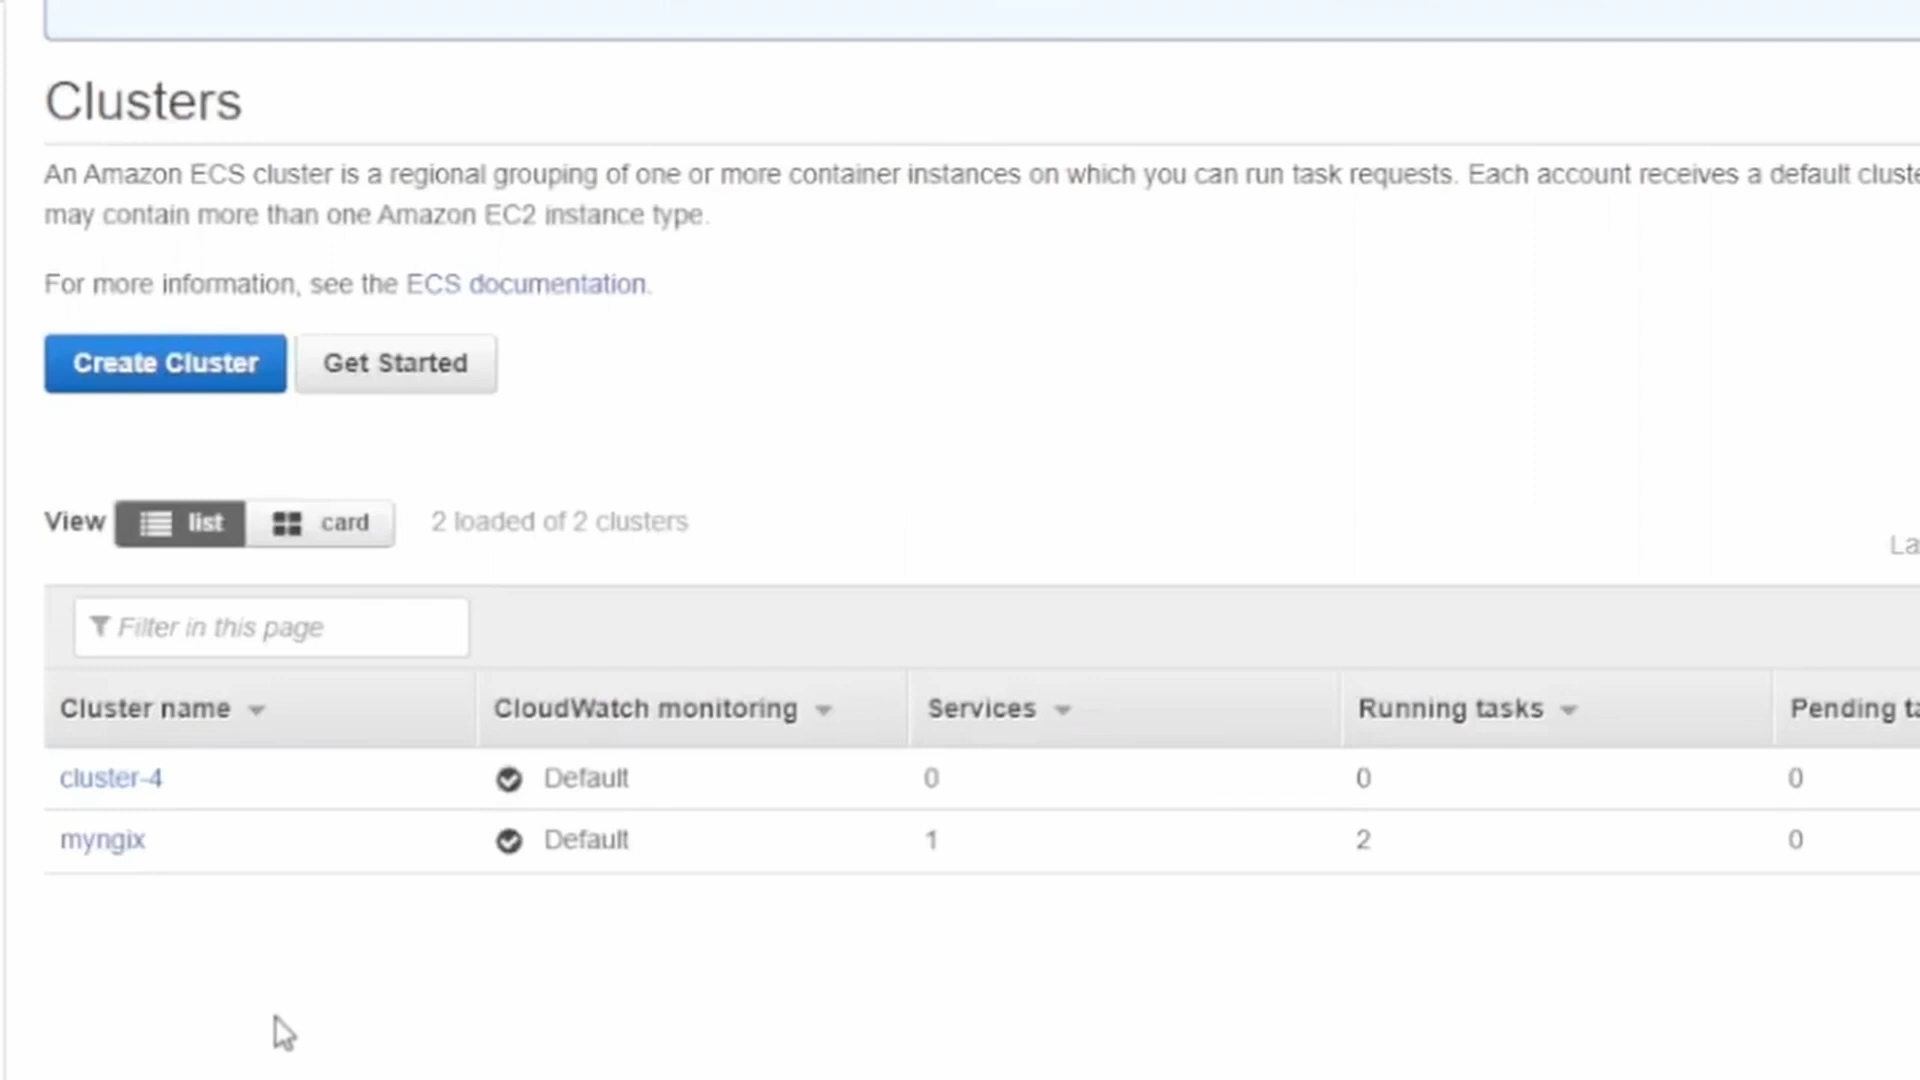 Clusters
An Amazon ECS cluster is a regional grouping of one or more container instances on which you can run task requests. Each account receives a default
may contain more than one Amazon EC2 instance type.
For more information, see the ECS documentation.
Create Cluster Get Started
View list card 2 loaded of 2 clusters
Filter in this page
Cluster name CloudWatch monitoring Services Running tasks Pending
cluster-4 Default 0 0 0
myngix Default 1 2 0